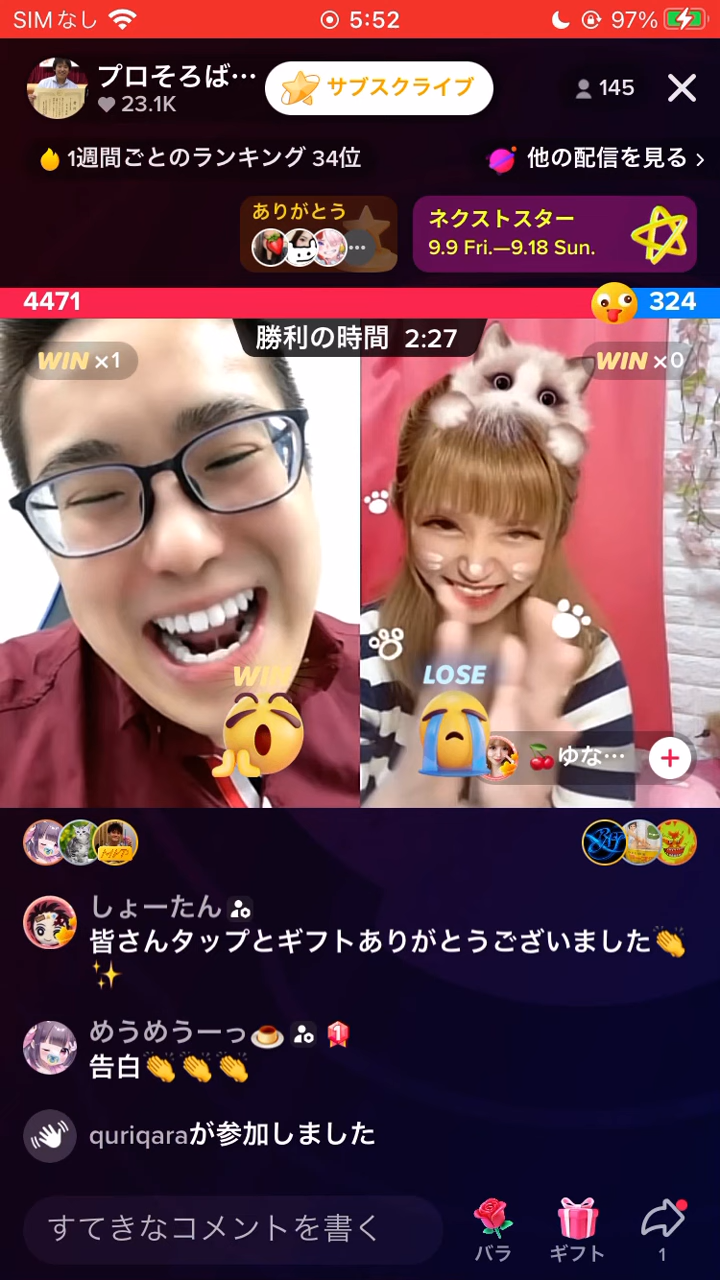 SIMなし 5:52 97%
プロそろば… サブスクライブ 145
23.1K
1週間ごとのランキング 34位 他の配信を見る
ありがとう
ネクストスター
9.9 Fri.—9.18 Sun.
4471 324
勝利の時間 2:27
WIN ×1 WIN ×0
WIN LOSE
ゆな…
しょーたん
皆さんタップとギフトありがとうございました👏
✨
めうめうーっ🍮 1
告白👏👏👏
quriqaraが参加しました
すてきなコメントを書く
バラ ギフト 1